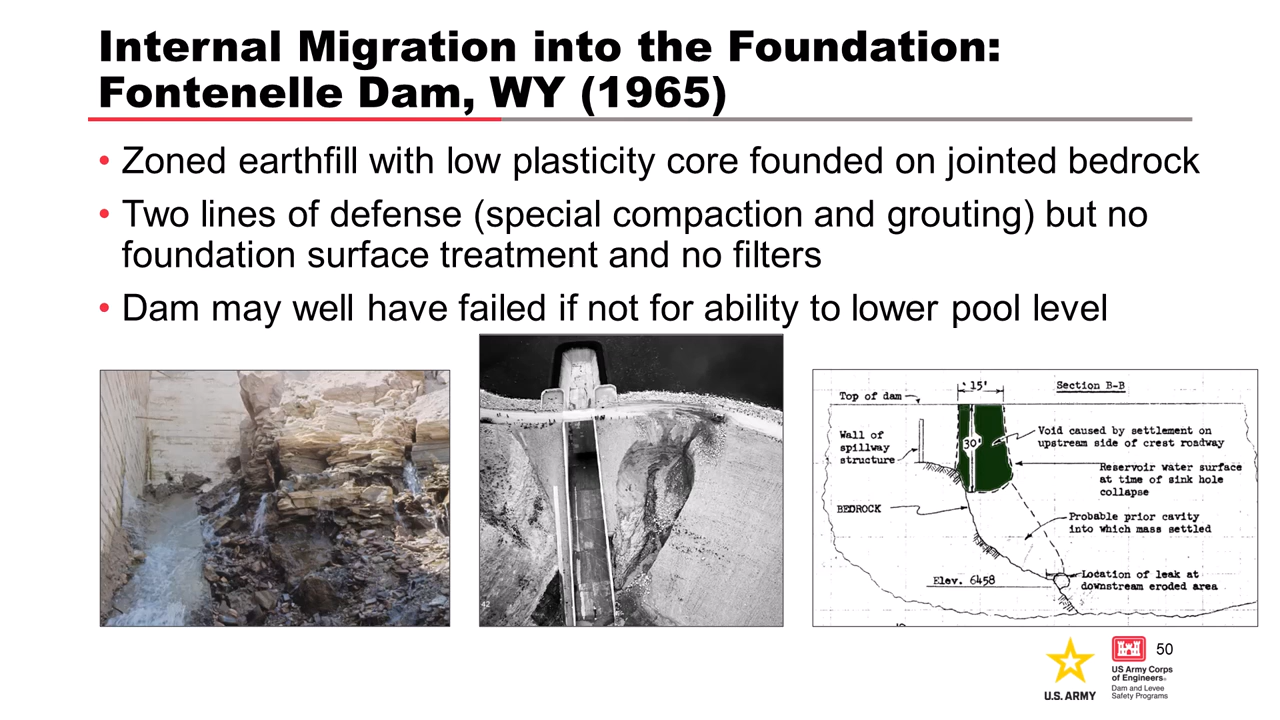 Internal Migration into the Foundation:
Fontenelle Dam, WY (1965)
• Zoned earthfill with low plasticity core founded on jointed bedrock
• Two lines of defense (special compaction and grouting) but no
foundation surface treatment and no filters
• Dam may well have failed if not for ability to lower pool level
42
15'
Section B-B
Top of dam
Wall of
spillway
structure
30'
Void caused by settlement on
upstream side of crest roadway
Reservoir water surface
at time of sink hole
collapse
BEDROCK
Probable prior cavity
into which mass settled
Elev. 6458
Location of leak at
downstream eroded area
U.S. ARMY
US Army Corps
of Engineers®
Dam and Levee
Safety Programs
50